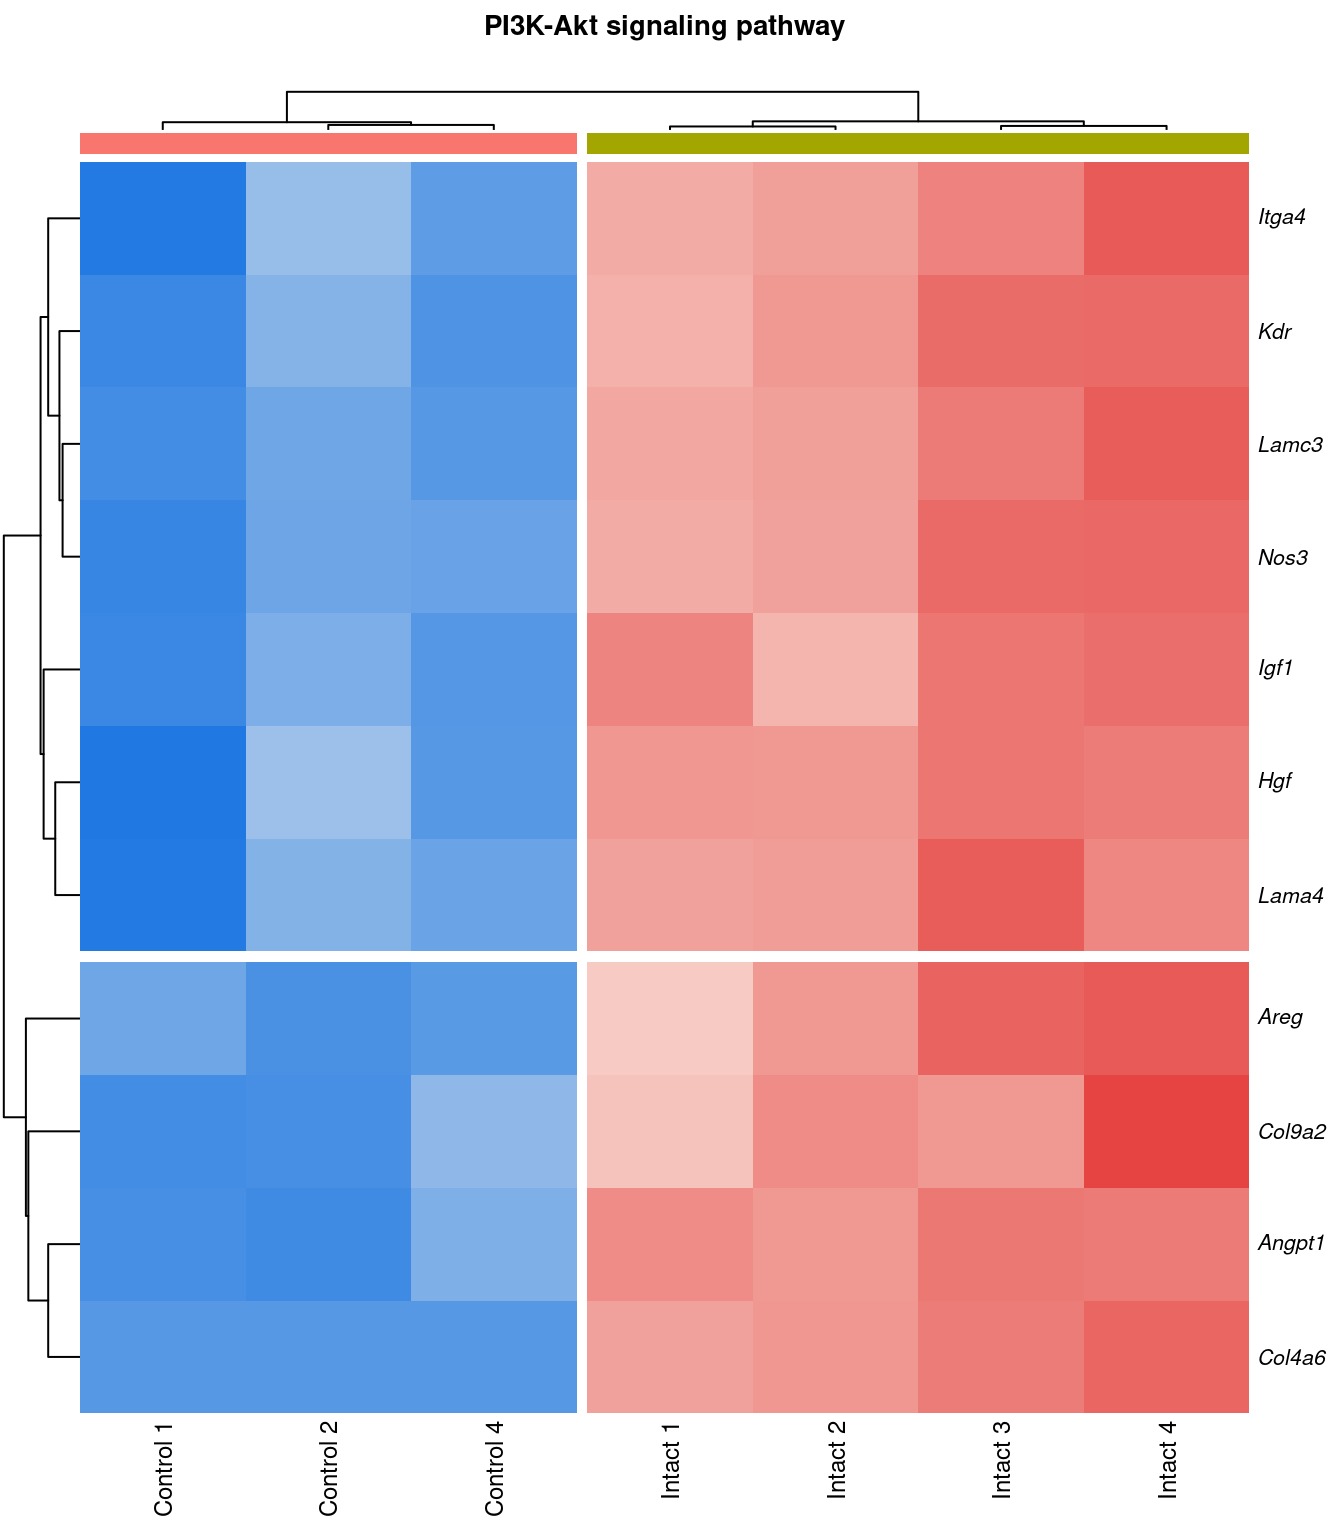 PI3K-Akt signaling pathway
Itga4
Kdr
Lamc3
Nos3
Igf1
Hgf
Lama4
Areg
Col9a2
Angpt1
Col4a6
Control 1
Control 2
Control 4
Intact 1
Intact 2
Intact 3
Intact 4